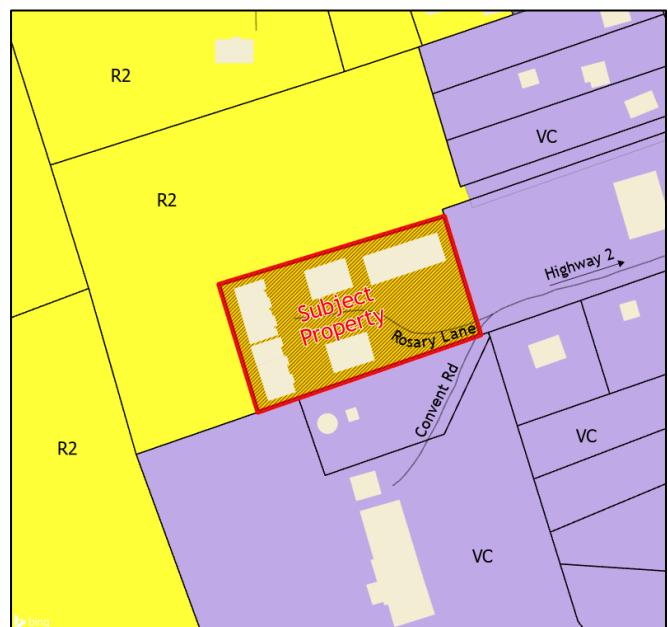 R2
VC
R2
Highway 2
Subject
Property
Rosary Lane
Convent Rd
VC
R2
VC
bing